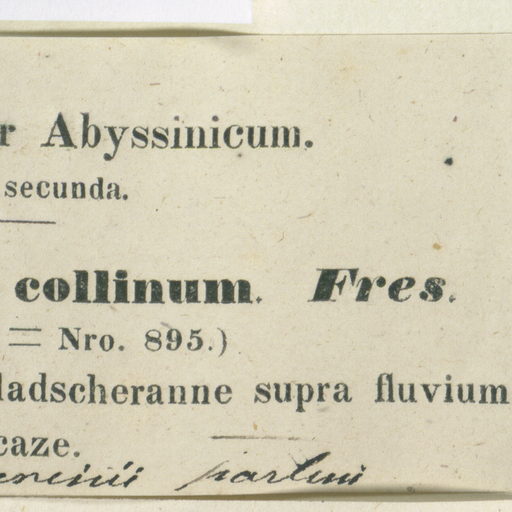 r Abyssinicum.
secunda.
collinum. Fres.
= Nro. 895.)
ladscheranne supra fluvium
caze.